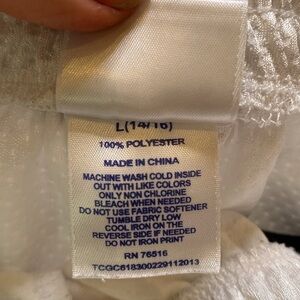 L(14/16)
100% POLYESTER
MADE IN CHINA
MACHINE WASH COLD INSIDE
OUT WITH LIKE COLORS
ONLY NON CHLORINE
BLEACH WHEN NEEDED
DO NOT USE FABRIC SOFTENER
TUMBLE DRY LOW
COOL IRON ON THE
REVERSE SIDE IF NEEDED
DO NOT IRON PRINT
RN 76516
TCGC618300229112013